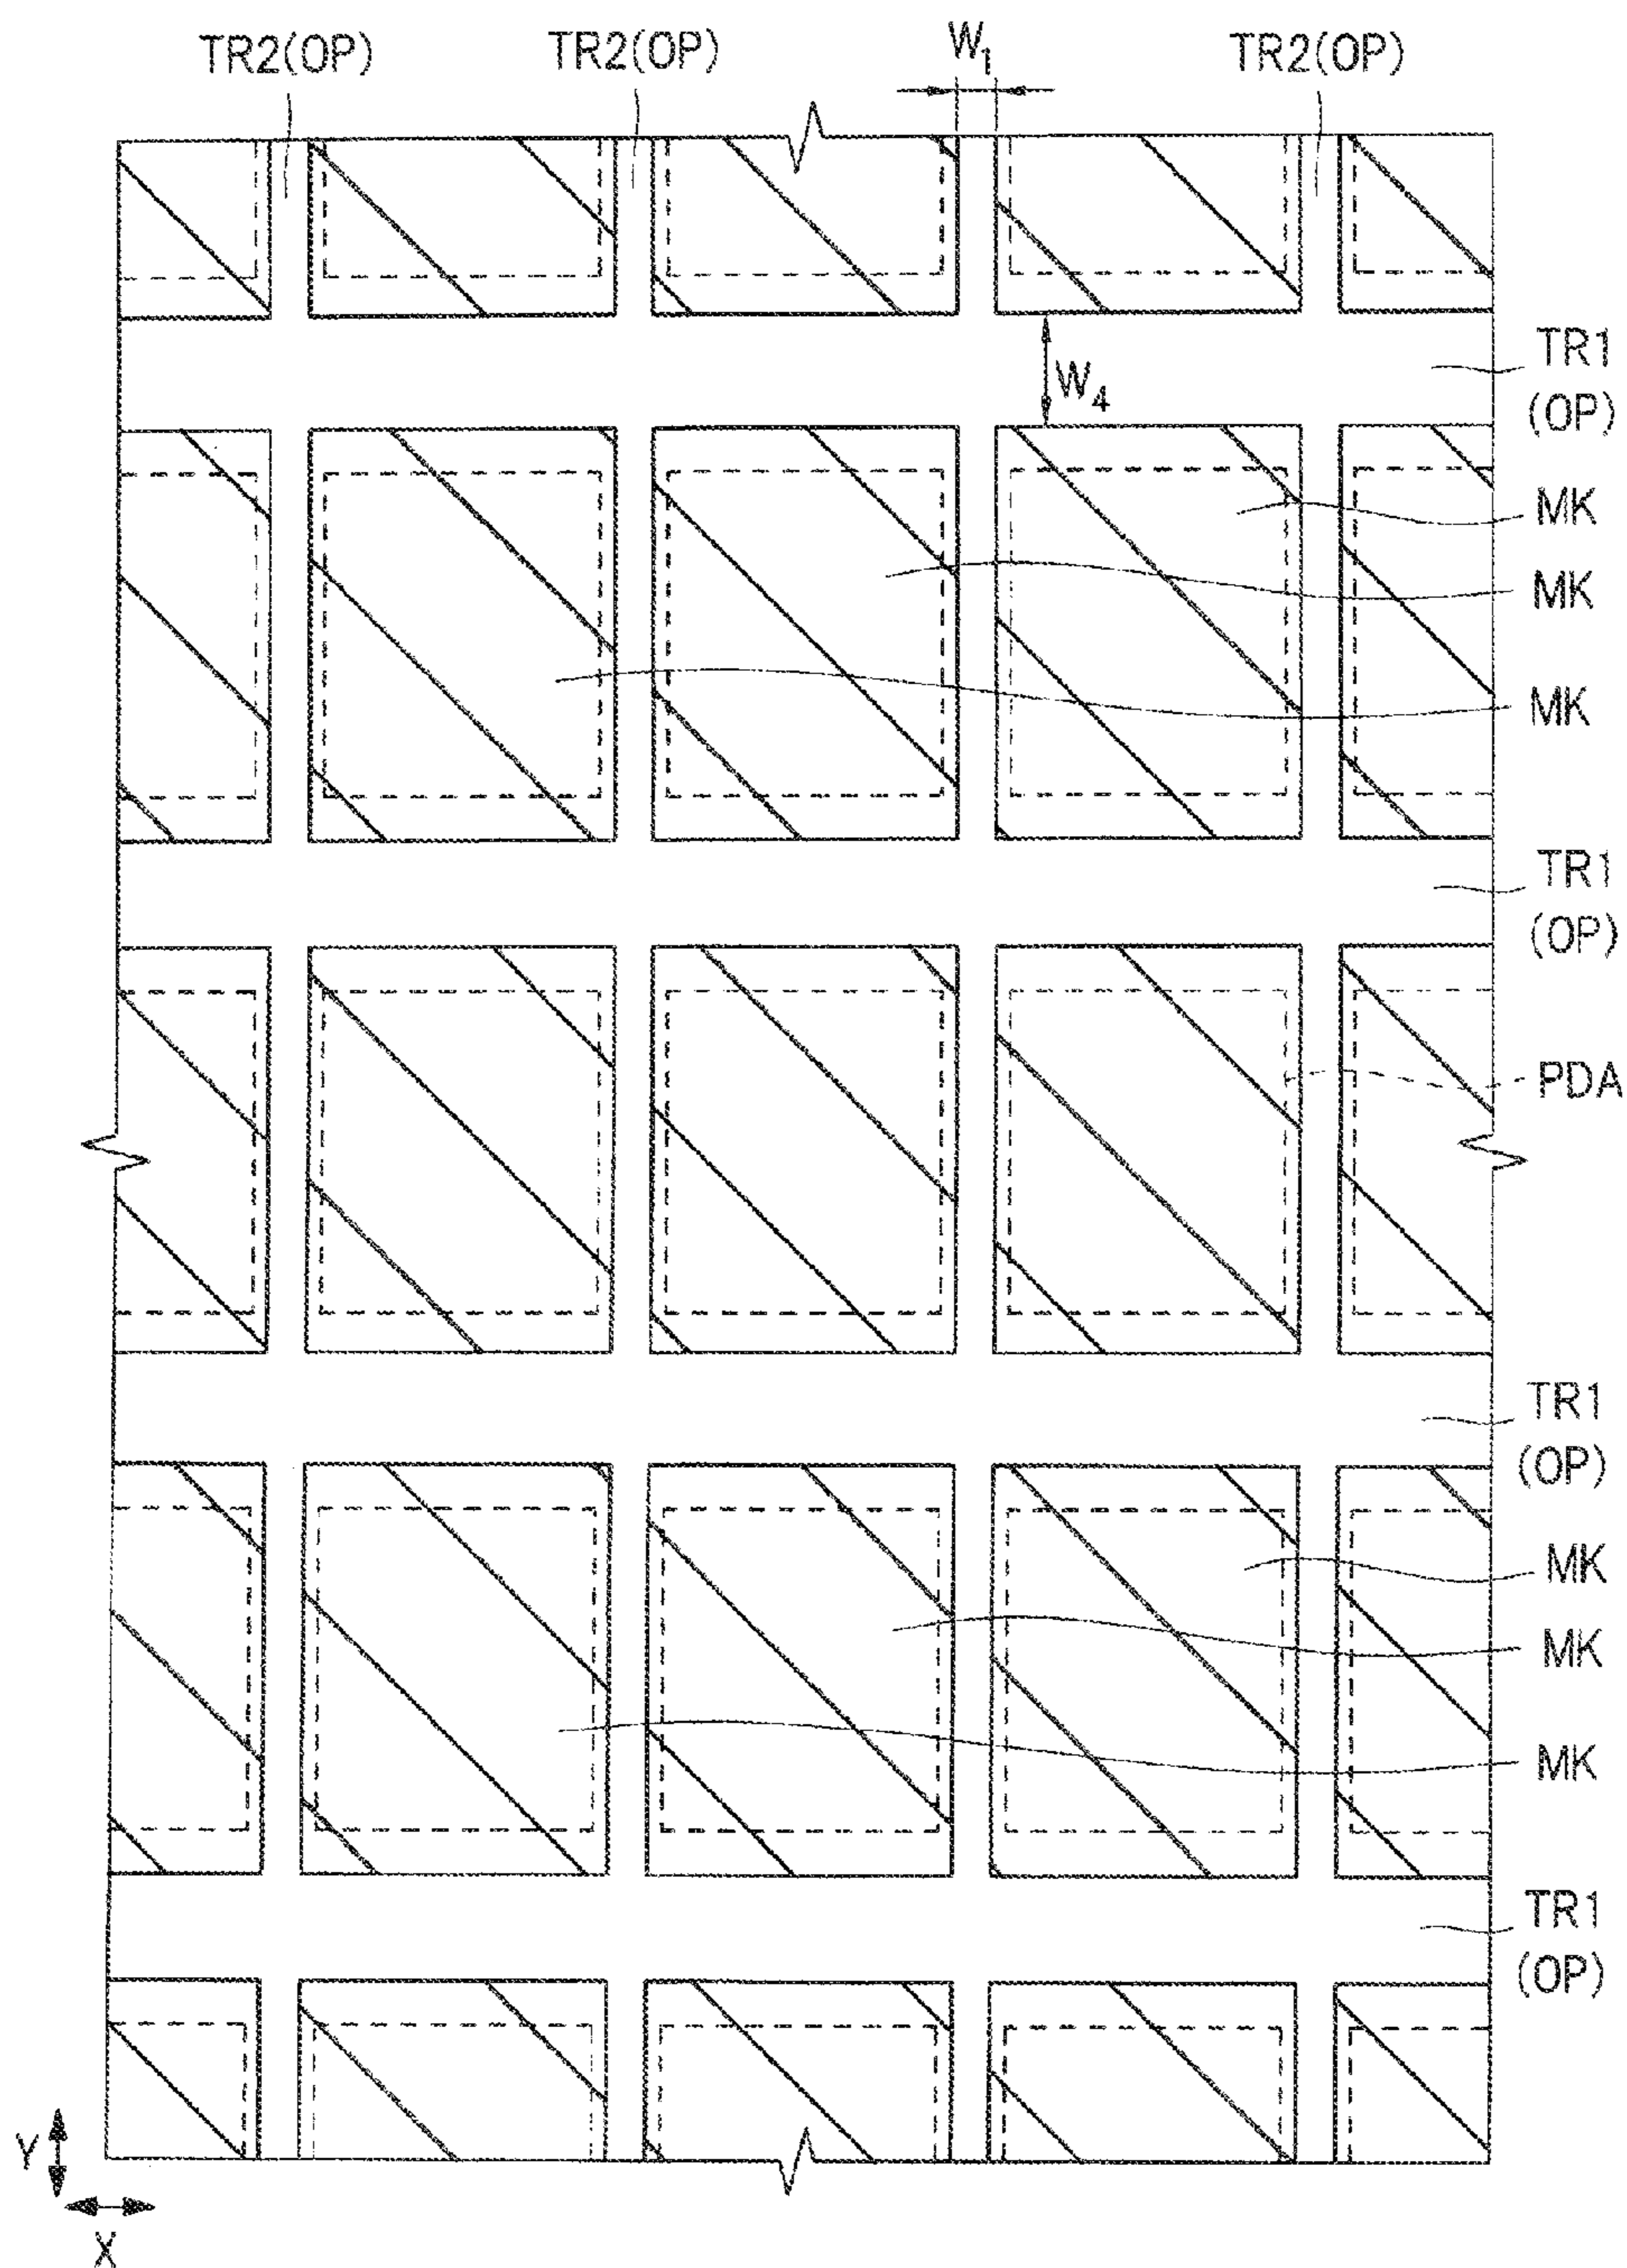 TR2(OP) TR2(OP) W1 TR2(OP)
TR1
(OP)
W4
MK
MK
MK
TR1
(OP)
PDA
TR1
(OP)
MK
MK
MK
TR1
(OP)
Y
X